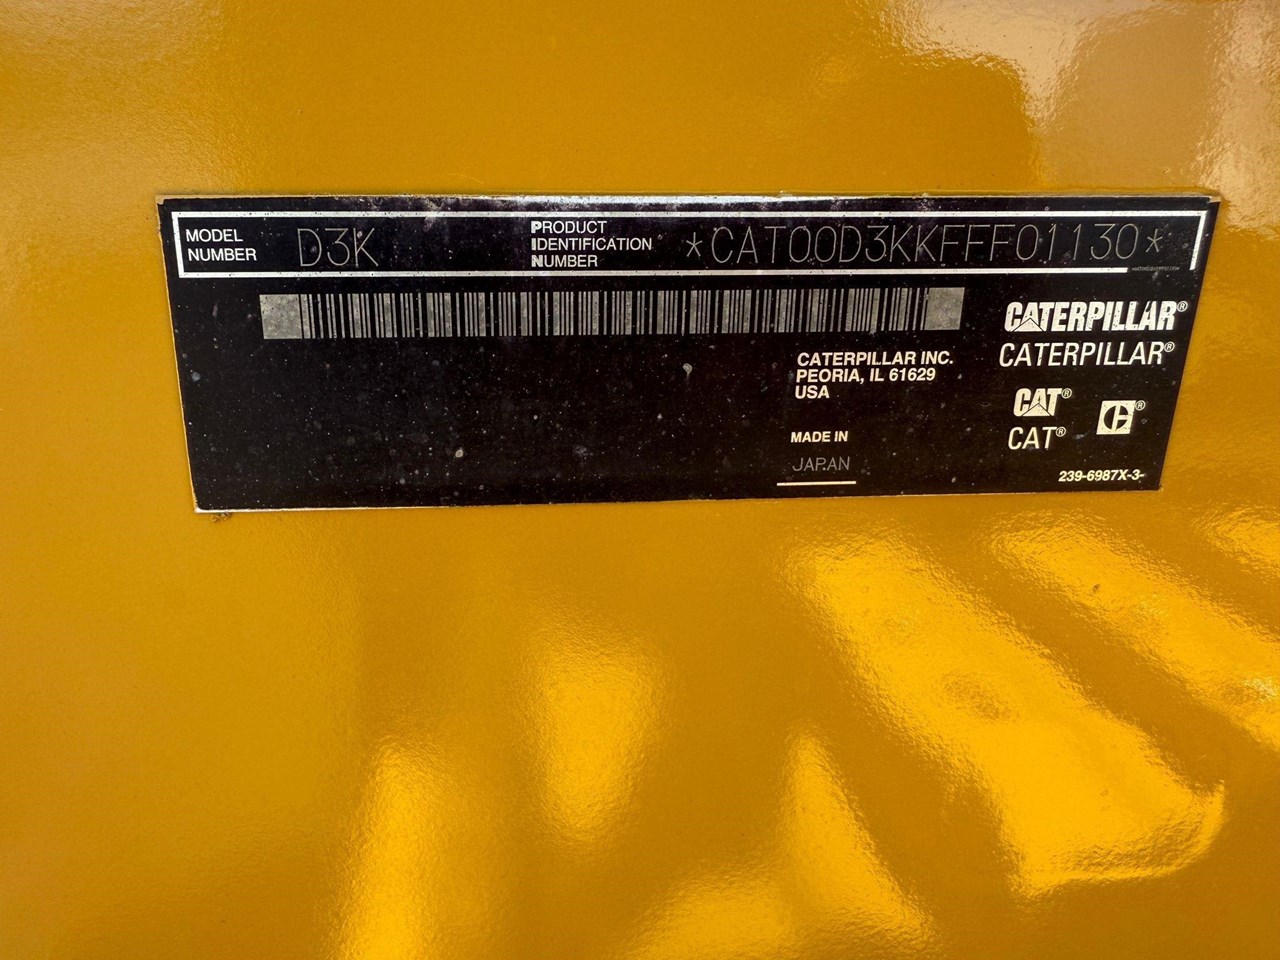 MODEL NUMBER D3K
PRODUCT IDENTIFICATION NUMBER *CAT00D3KKFFF01130*
CATERPILLAR®
CATERPILLAR®
CATERPILLAR INC.
PEORIA, IL 61629
USA
CAT®
CAT®
C®
MADE IN
JAPAN
239-6987X-3-